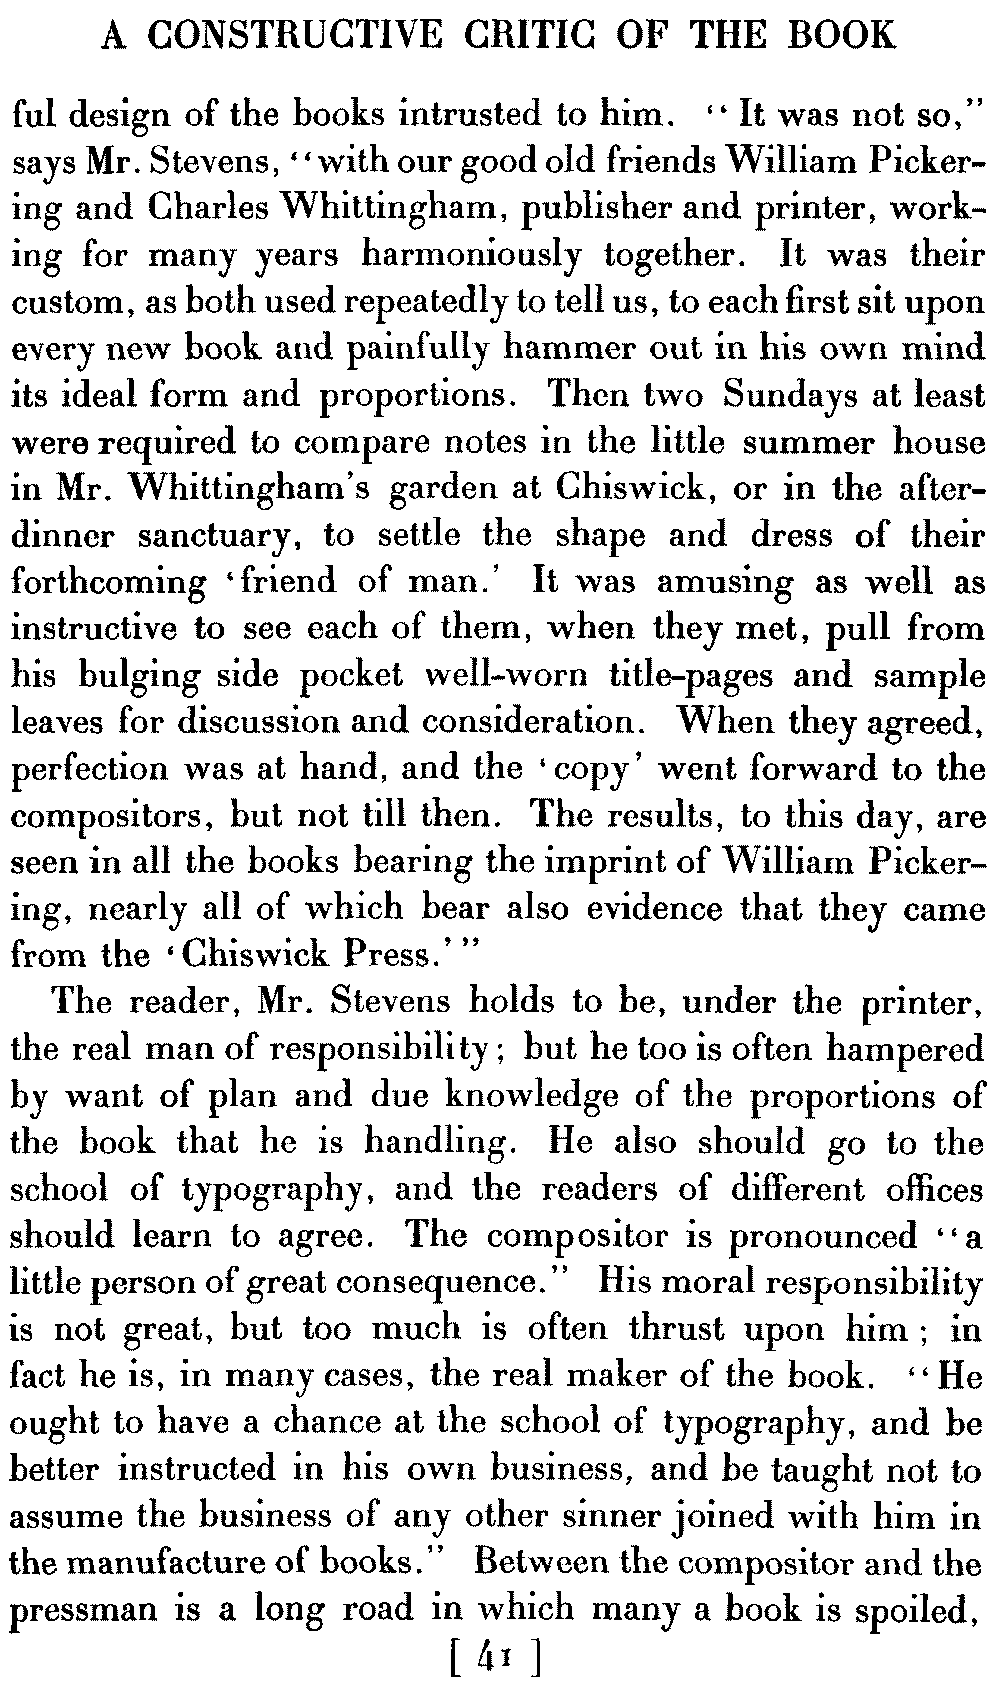 A CONSTRUCTIVE CRITIC OF THE BOOK
ful design of the books intrusted to him. “It was not so,”
says Mr. Stevens, “with our good old friends William Picker-
ing and Charles Whittingham, publisher and printer, work-
ing for many years harmoniously together. It was their
custom, as both used repeatedly to tell us, to each first sit upon
every new book and painfully hammer out in his own mind
its ideal form and proportions. Then two Sundays at least
were required to compare notes in the little summer house
in Mr. Whittingham’s garden at Chiswick, or in the after-
dinner sanctuary, to settle the shape and dress of their
forthcoming ‘friend of man.’ It was amusing as well as
instructive to see each of them, when they met, pull from
his bulging side pocket well-worn title-pages and sample
leaves for discussion and consideration. When they agreed,
perfection was at hand, and the ‘copy’ went forward to the
compositors, but not till then. The results, to this day, are
seen in all the books bearing the imprint of William Picker-
ing, nearly all of which bear also evidence that they came
from the ‘Chiswick Press.’”
The reader, Mr. Stevens holds to be, under the printer,
the real man of responsibility; but he too is often hampered
by want of plan and due knowledge of the proportions of
the book that he is handling. He also should go to the
school of typography, and the readers of different offices
should learn to agree. The compositor is pronounced “a
little person of great consequence.” His moral responsibility
is not great, but too much is often thrust upon him; in
fact he is, in many cases, the real maker of the book. “He
ought to have a chance at the school of typography, and be
better instructed in his own business, and be taught not to
assume the business of any other sinner joined with him in
the manufacture of books.” Between the compositor and the
pressman is a long road in which many a book is spoiled,
[ 41 ]